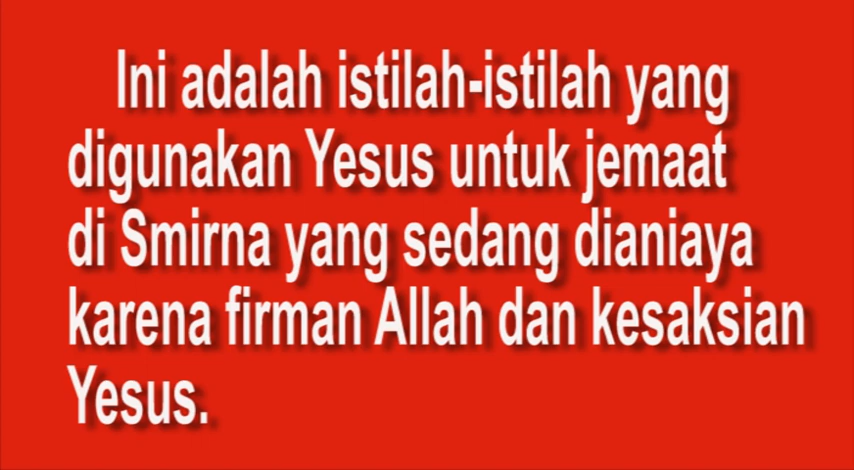 Ini adalah istilah-istilah yang
digunakan Yesus untuk jemaat
di Smirna yang sedang dianiaya
karena firman Allah dan kesaksian
Yesus.